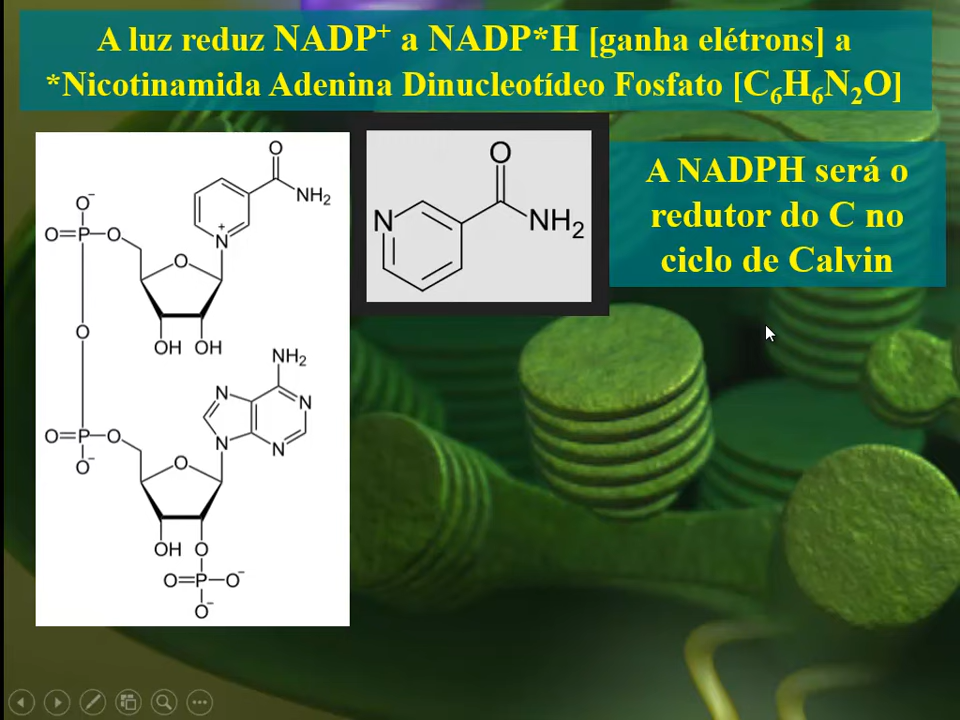 A luz reduz NADP⁺ a NADP*H [ganha elétrons] a
*Nicotinamida Adenina Dinucleotídeo Fosfato [C₆H₆N₂O]
A NADPH será o
redutor do C no
ciclo de Calvin
O
NH₂
N⁺
O⁻
O=P-O
O
OH OH
O
NH₂
N
N
N
N
O=P-O
O⁻
O
OH O
O=P-O⁻
O⁻
O
N
NH₂